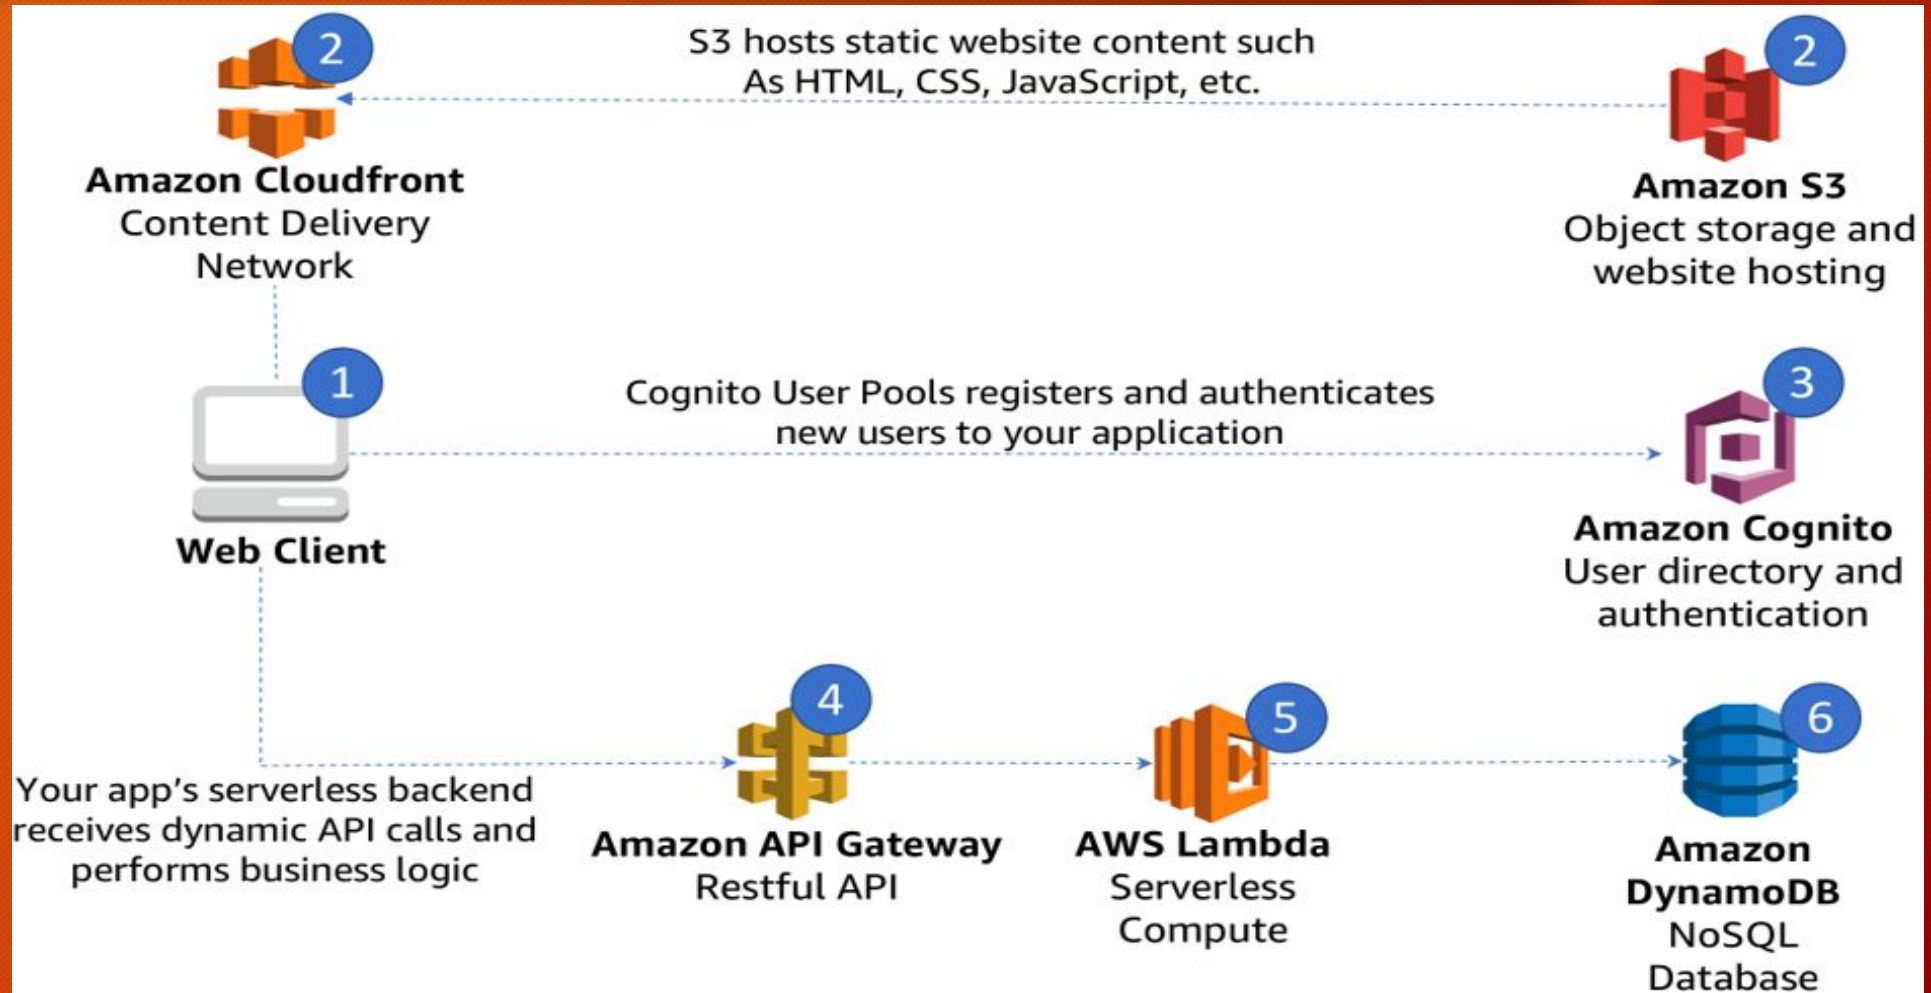 2
S3 hosts static website content such
As HTML, CSS, JavaScript, etc.
2
Amazon Cloudfront
Content Delivery
Network
Amazon S3
Object storage and
website hosting
1
Cognito User Pools registers and authenticates
new users to your application
3
Web Client
Amazon Cognito
User directory and
authentication
Your app’s serverless backend
receives dynamic API calls and
performs business logic
4
Amazon API Gateway
Restful API
5
AWS Lambda
Serverless
Compute
6
Amazon
DynamoDB
NoSQL
Database